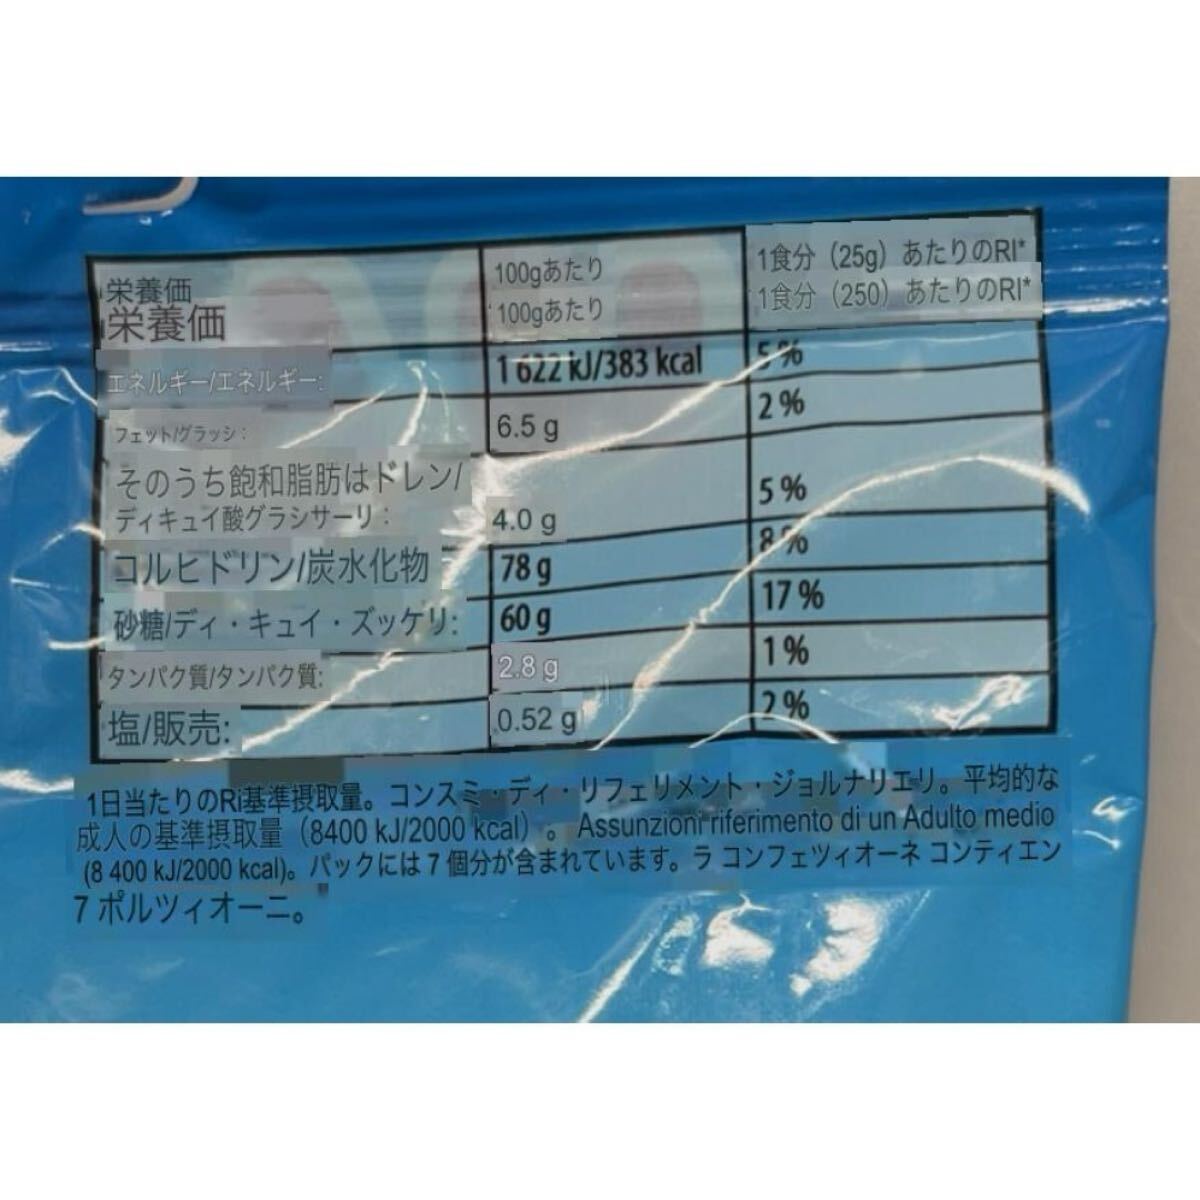 栄養価 100gあたり 1食分（25g）あたりのRI*
栄養価 100gあたり 1食分（250）あたりのRI*
エネルギー/エネルギー: 1 622 kJ/383 kcal 5 %
フェット/グラッシ: 6.5 g 2 %
そのうち飽和脂肪はドレン/
ディキュイ酸グラシサーリ: 4.0 g 5 %
コルヒドリン/炭水化物 78 g 8 %
砂糖/ディ・キュイ・ズッケリ: 60 g 17 %
タンパク質/タンパク質: 2.8 g 1 %
塩/販売: 0.52 g 2 %
1日当たりのRi基準摂取量。コンスミ・ディ・リフェリメント・ジョルナリエリ。平均的な
成人の基準摂取量（8400 kJ/2000 kcal）。Assunzioni riferimento di un Adulto medio
(8 400 kJ/2000 kcal)。パックには 7 個分が含まれています。ラ コンフェツィオーネ コンティエン
7 ポルツィオーニ。